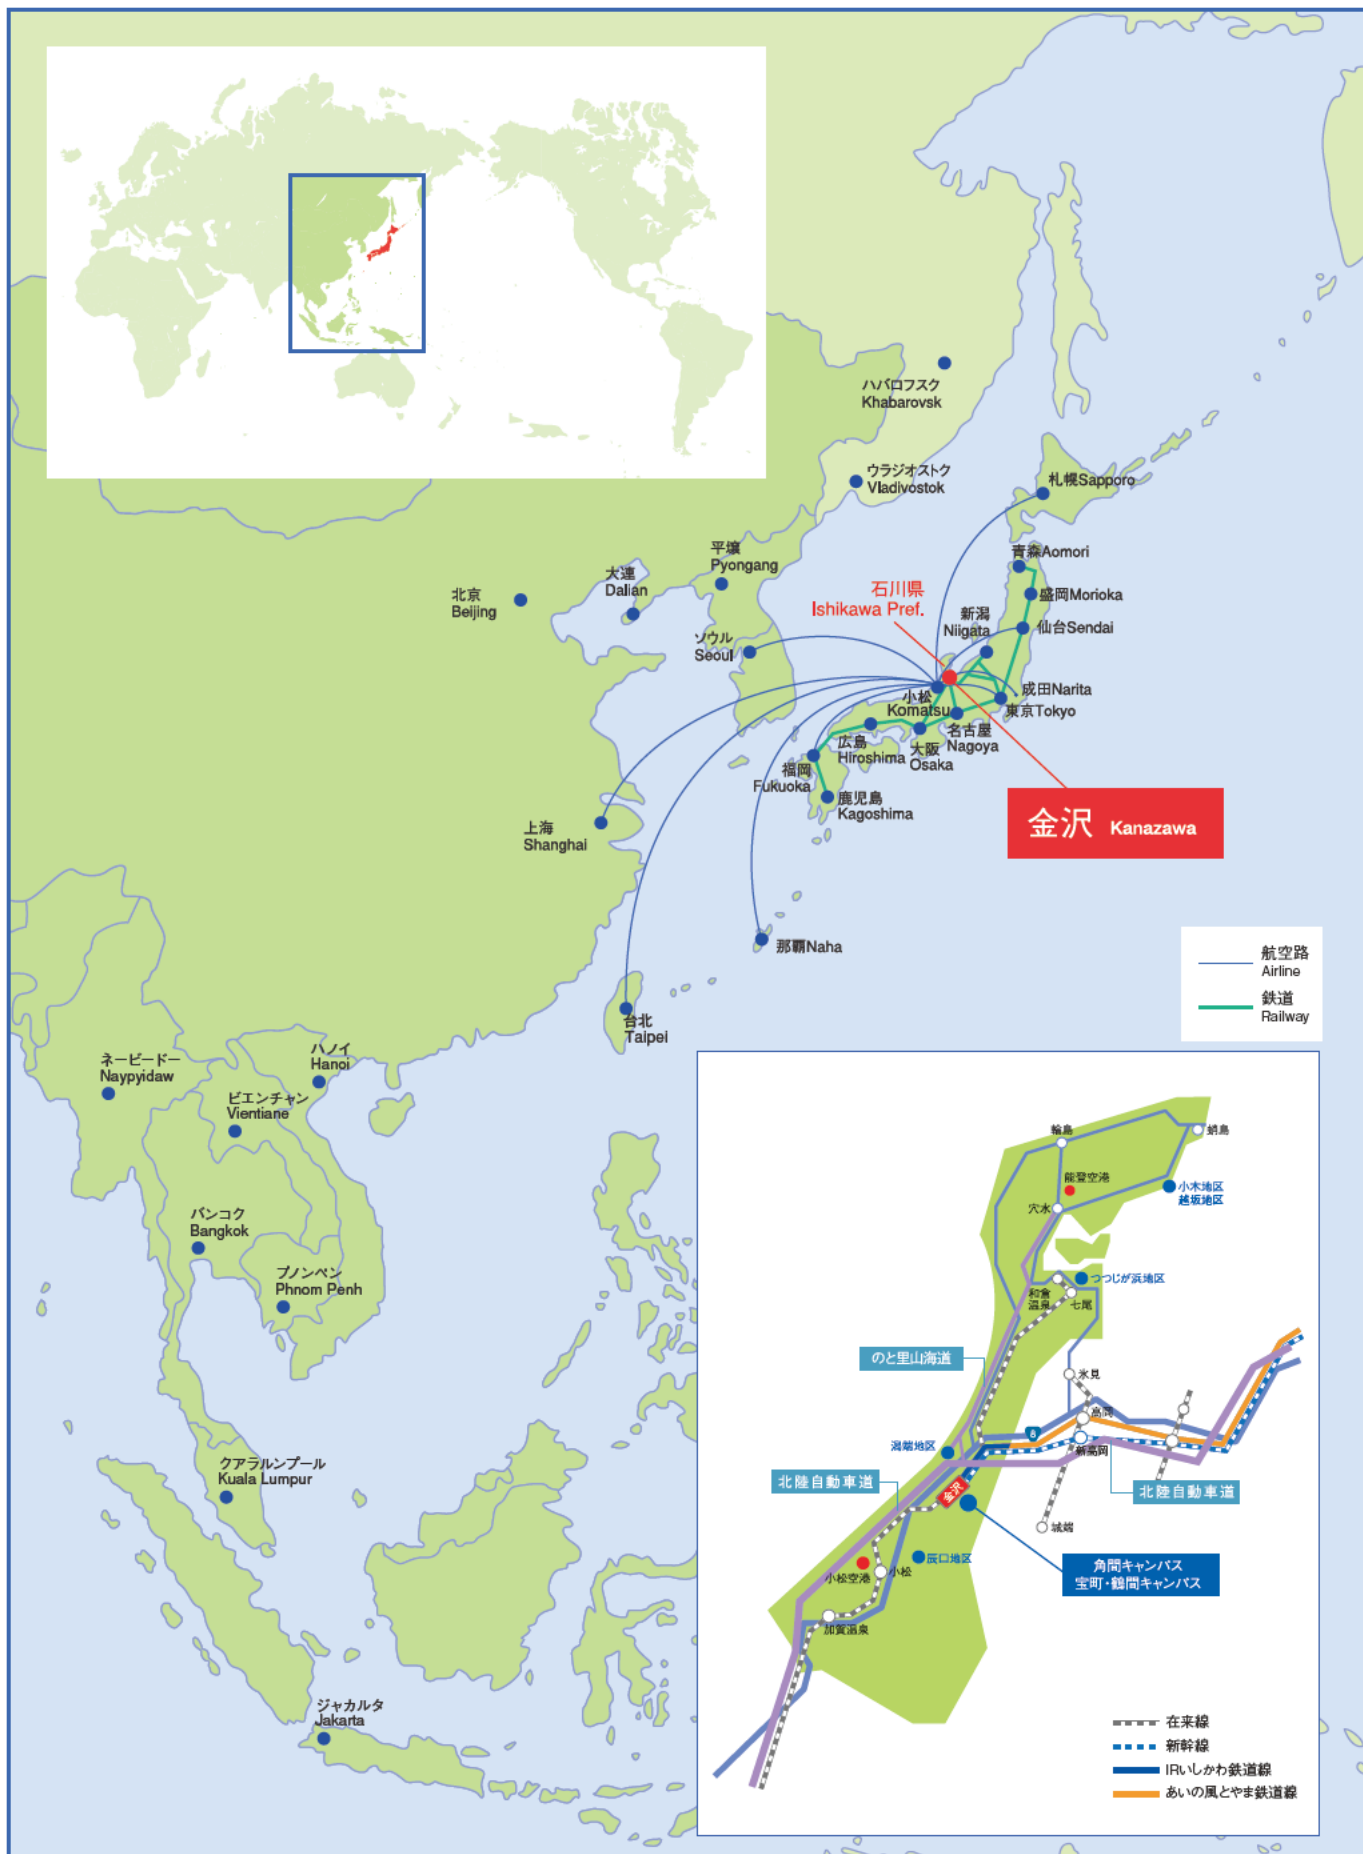 ハバロフスク
Khabarovsk
ウラジオストク
Vladivostok
札幌Sapporo
青森Aomori
平壌
Pyongang
大連
Dalian
北京
Beijing
盛岡Morioka
石川県
Ishikawa Pref.
新潟
Niigata
仙台Sendai
ソウル
Seoul
成田Narita
小松
Komatsu
東京Tokyo
名古屋
Nagoya
広島
Hiroshima
大阪
Osaka
福岡
Fukuoka
鹿児島
Kagoshima
金沢 Kanazawa
上海
Shanghai
那覇Naha
航空路
Airline
鉄道
Railway
台北
Taipei
ハノイ
Hanoi
ネーピードー
Naypyidaw
ビエンチャン
Vientiane
バンコク
Bangkok
プノンペン
Phnom Penh
クアラルンプール
Kuala Lumpur
ジャカルタ
Jakarta
輪島
蛸島
能登空港
小木地区
越坂地区
穴水
つつじが浜地区
和倉
温泉
七尾
のと里山海道
氷見
高岡
8
新高岡
潟端地区
北陸自動車道
金沢
北陸自動車道
城端
辰口地区
角間キャンパス
宝町・鶴間キャンパス
小松空港
小松
加賀温泉
在来線
新幹線
IRいしかわ鉄道線
あいの風とやま鉄道線